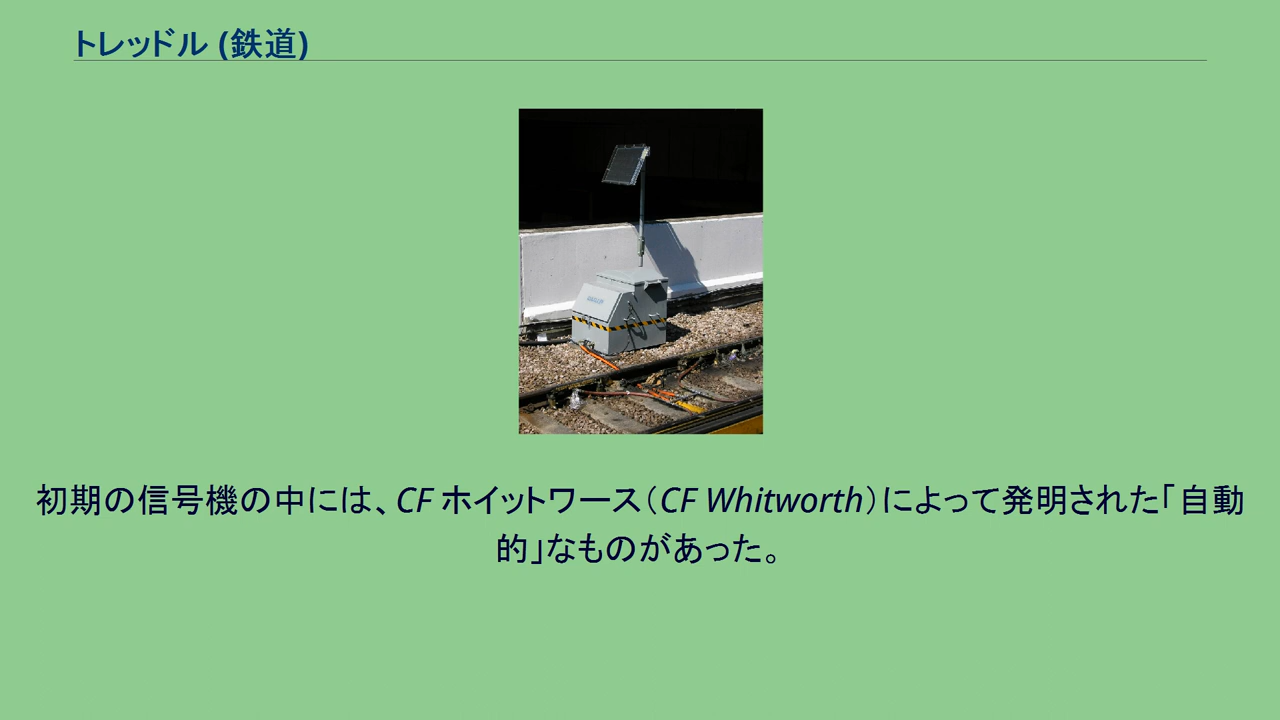 トレッドル (鉄道)
初期の信号機の中には、CF ホイットワース（CF Whitworth）によって発明された「自動
的」なものがあった。